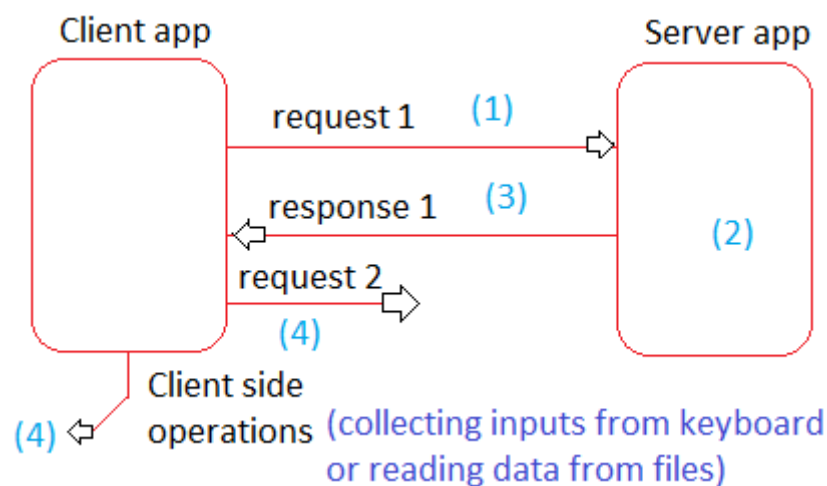 Client app
Server app
request 1 (1)
response 1 (3)
(2)
request 2
(4)
Client side
(4) operations (collecting inputs from keyboard
or reading data from files)